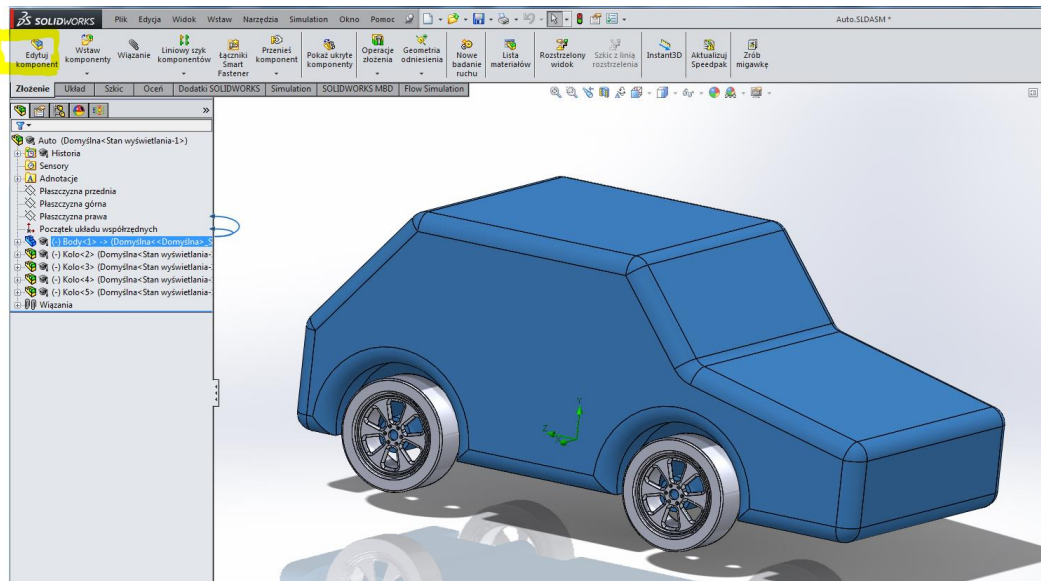 SOLIDWORKS Plik Edycja Widok Wstaw Narzędzia Simulation Okno Pomoc Auto.SLDASM *
Edytuj komponent
Wstaw komponenty
Wiązanie
Liniowy szyk komponentów
Łączniki Smart Fastener
Przenieś komponent
Pokaż ukryte komponenty
Operacje złożenia
Geometria odniesienia
Nowe badanie ruchu
Lista materiałów
Rozstrzelony widok
Szkic z linią rozstrzelenia
Instant3D
Aktualizuj Speedpak
Zrób migawkę
Złożenie Układ Szkic Oceń Dodatki SOLIDWORKS Simulation SOLIDWORKS MBD Flow Simulation
Auto (Domyślna<Stan wyświetlania-1>)
Historia
Sensory
Adnotacje
Płaszczyzna przednia
Płaszczyzna górna
Płaszczyzna prawa
Początek układu współrzędnych
(-) Body<1> -> (Domyślna<<Domyślna>_S
(-) Kolo<2> (Domyślna<Stan wyświetlania-
(-) Kolo<3> (Domyślna<Stan wyświetlania-
(-) Kolo<4> (Domyślna<Stan wyświetlania-
(-) Kolo<5> (Domyślna<Stan wyświetlania-
Wiązania
Y
Z